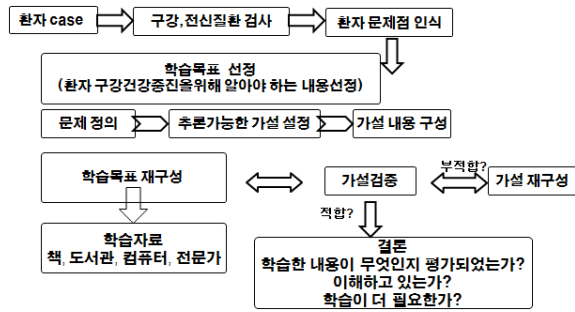 환자 case
구강,전신질환 검사
환자 문제점 인식
학습목표 선정
(환자 구강건강증진을위해 알아야 하는 내용선정)
문제 정의
추론가능한 가설 설정
가설 내용 구성
학습목표 재구성
가설검증
부적합?
가설 재구성
적합?
학습자료
책, 도서관, 컴퓨터, 전문가
결론
학습한 내용이 무엇인지 평가되었는가?
이해하고 있는가?
학습이 더 필요한가?